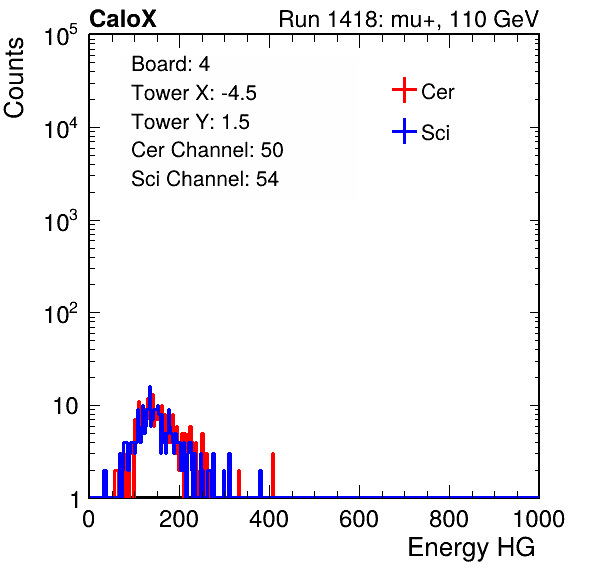 CaloX Run 1418: mu+, 110 GeV
Counts
10^5
10^4
10^3
10^2
10
1
Board: 4
Tower X: -4.5
Tower Y: 1.5
Cer Channel: 50
Sci Channel: 54
Cer
Sci
0 200 400 600 800 1000
Energy HG